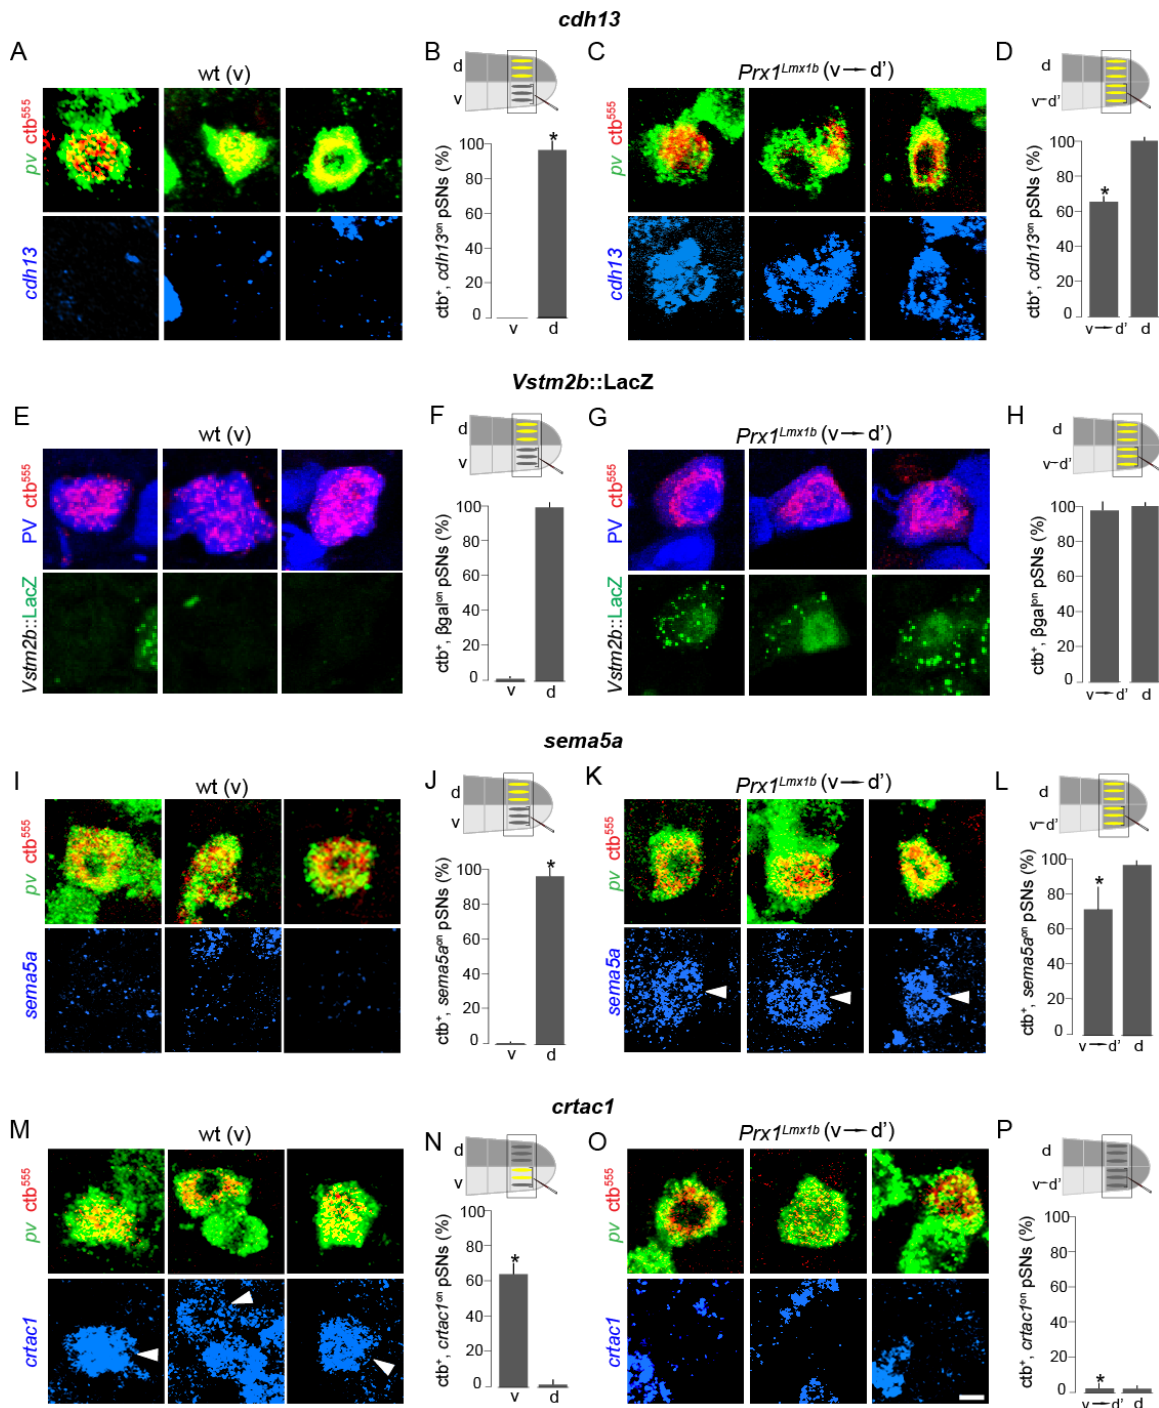 cdh13
A
wt (v)
pv ctb555
cdh13
B
d
v
ctb+, cdh13on pSNs (%)
100
80
60
40
20
0
*
v d
C
Prx1Lmx1b (v → d’)
pv ctb555
cdh13
D
d
v–d’
ctb+, cdh13on pSNs (%)
100
80
60
40
20
0
*
v → d’ d
Vstm2b::LacZ
E
wt (v)
PV ctb555
Vstm2b::LacZ
F
d
v
ctb+, βgalon pSNs (%)
100
80
60
40
20
0
v d
G
Prx1Lmx1b (v → d’)
PV ctb555
Vstm2b::LacZ
H
d
v–d’
ctb+, βgalon pSNs (%)
100
80
60
40
20
0
v → d’ d
sema5a
I
wt (v)
pv ctb555
sema5a
J
d
v
ctb+, sema5aon pSNs (%)
100
80
60
40
20
0
*
v d
K
Prx1Lmx1b (v → d’)
pv ctb555
sema5a
L
d
v–d’
ctb+, sema5aon pSNs (%)
100
80
60
40
20
0
*
v → d’ d
crtac1
M
wt (v)
pv ctb555
crtac1
N
d
v
ctb+, crtac1on pSNs (%)
100
80
60
40
20
0
*
v d
O
Prx1Lmx1b (v → d’)
pv ctb555
crtac1
P
d
v–d’
ctb+, crtac1on pSNs (%)
100
80
60
40
20
0
*
v → d’ d